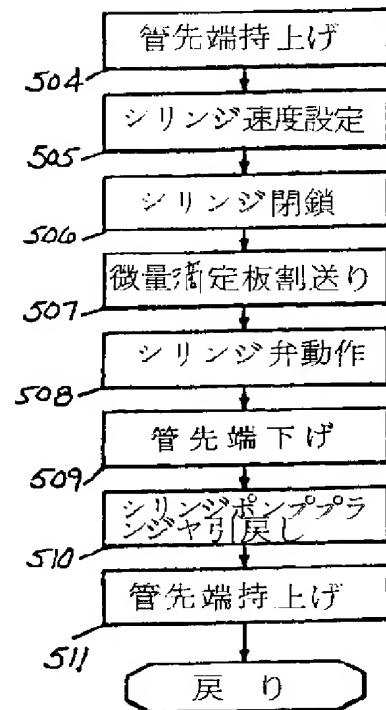 管先端持上げ
504
シリンジ速度設定
505
シリンジ閉鎖
506
微量滴定板割送り
507
シリンジ弁動作
508
管先端下げ
509
シリンジポンププラ
ンジヤ引戻し
510
管先端持上げ
511
戻り